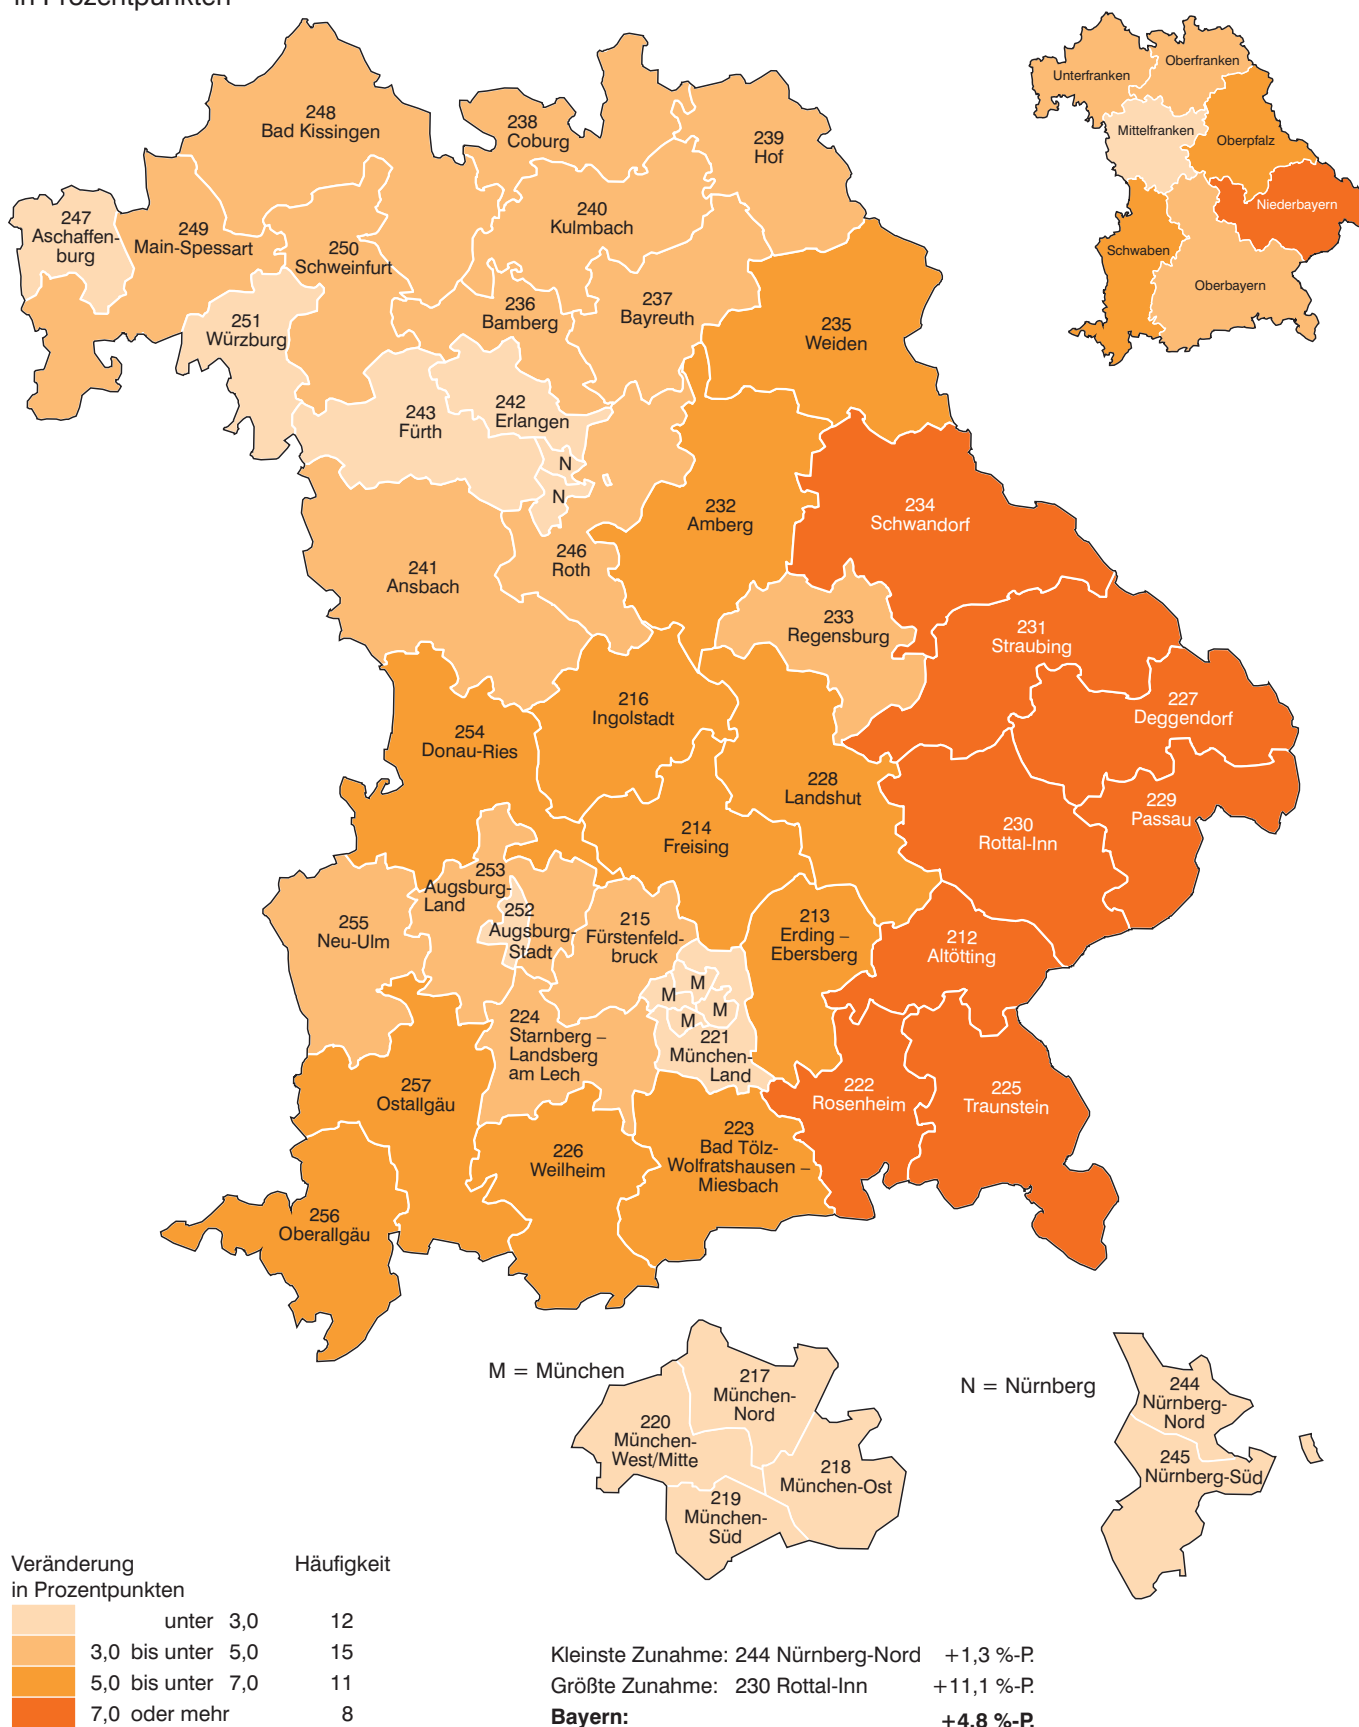 in Prozentpunkten
Unterfranken
Oberfranken
Mittelfranken
Oberpfalz
Niederbayern
Schwaben
Oberbayern
248
Bad Kissingen
238
Coburg
239
Hof
247
Aschaffen-
burg
249
Main-Spessart
250
Schweinfurt
240
Kulmbach
251
Würzburg
236
Bamberg
237
Bayreuth
235
Weiden
243
Fürth
242
Erlangen
N
N
232
Amberg
234
Schwandorf
241
Ansbach
246
Roth
233
Regensburg
231
Straubing
227
Deggendorf
216
Ingolstadt
254
Donau-Ries
228
Landshut
229
Passau
230
Rottal-Inn
214
Freising
253
Augsburg-
Land
252
Augsburg-
Stadt
255
Neu-Ulm
215
Fürstenfeld-
bruck
213
Erding –
Ebersberg
212
Altötting
M
M
M
M
221
München-
Land
224
Starnberg –
Landsberg
am Lech
257
Ostallgäu
222
Rosenheim
225
Traunstein
226
Weilheim
223
Bad Tölz-
Wolfratshausen –
Miesbach
256
Oberallgäu
M = München
217
München-
Nord
220
München-
West/Mitte
218
München-Ost
219
München-
Süd
N = Nürnberg
244
Nürnberg-
Nord
245
Nürnberg-Süd
Veränderung Häufigkeit
in Prozentpunkten
unter 3,0 12
3,0 bis unter 5,0 15
5,0 bis unter 7,0 11
7,0 oder mehr 8
Kleinste Zunahme: 244 Nürnberg-Nord +1,3 %-P.
Größte Zunahme: 230 Rottal-Inn +11,1 %-P.
Bayern: +4,8 %-P.